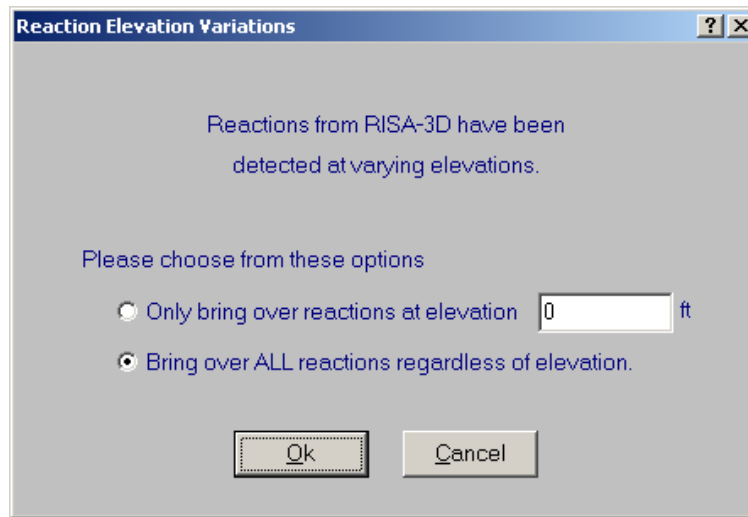 Reaction Elevation Variations
Reactions from RISA-3D have been
detected at varying elevations.
Please choose from these options
Only bring over reactions at elevation 0 ft
Bring over ALL reactions regardless of elevation.
Ok Cancel